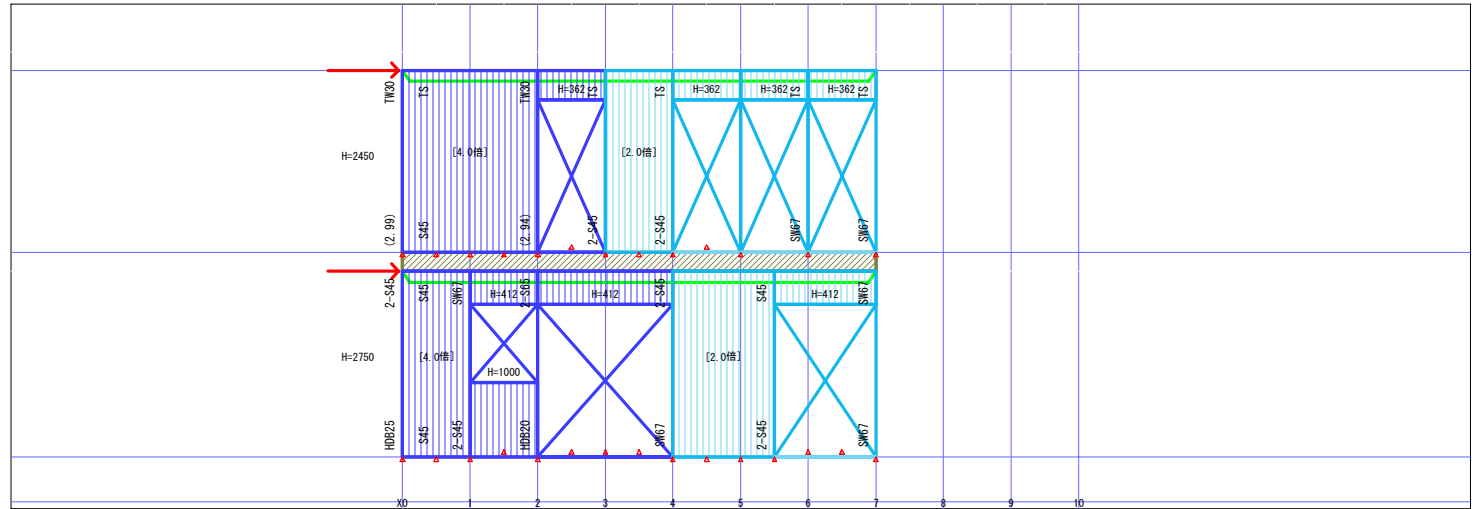 TW30
TS
TW30
H=362
TS
TS
H=362
H=362
TS
H=362
TS
H=2450
[4.0倍]
[2.0倍]
(2.99)
S45
(2.94)
2-S45
2-S45
SW67
SW67
2-S45
S45
SW67
H=412
2-S65
H=412
2-S45
S45
H=412
SW67
H=2750
[4.0倍]
H=1000
[2.0倍]
HDB25
S45
2-S45
HDB20
SW67
2-S45
SW67
X0 1 2 3 4 5 6 7 8 9 10